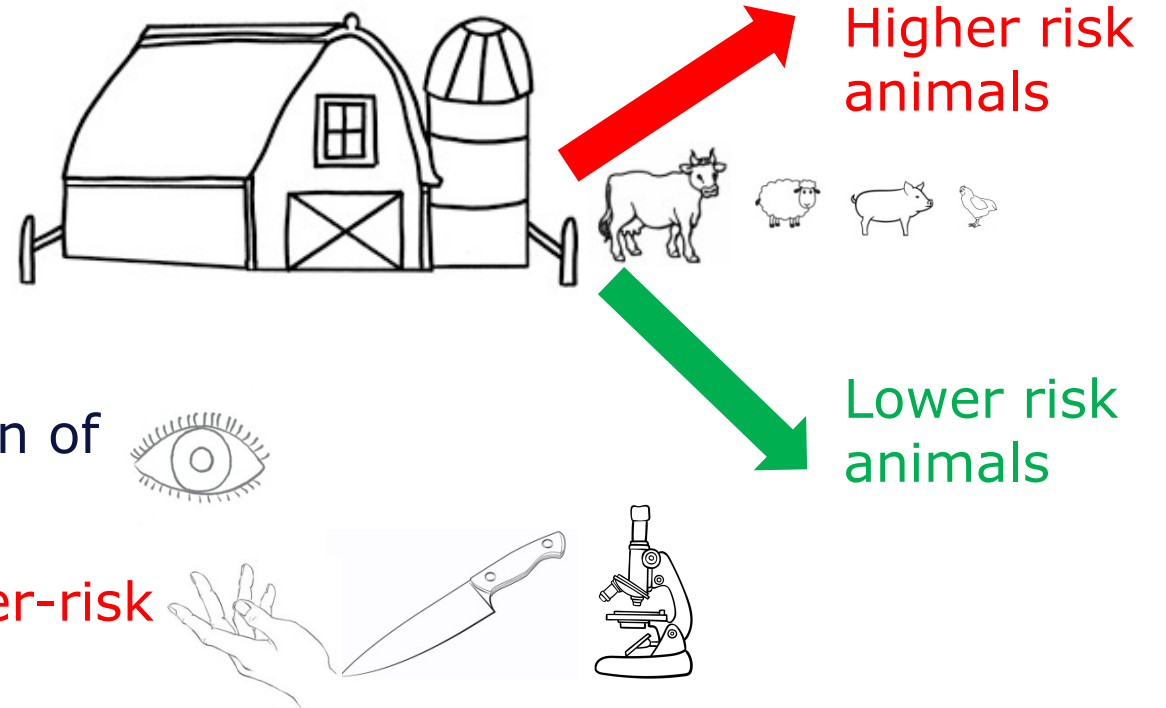 Higher risk
animals
Lower risk
animals
n of
er-risk